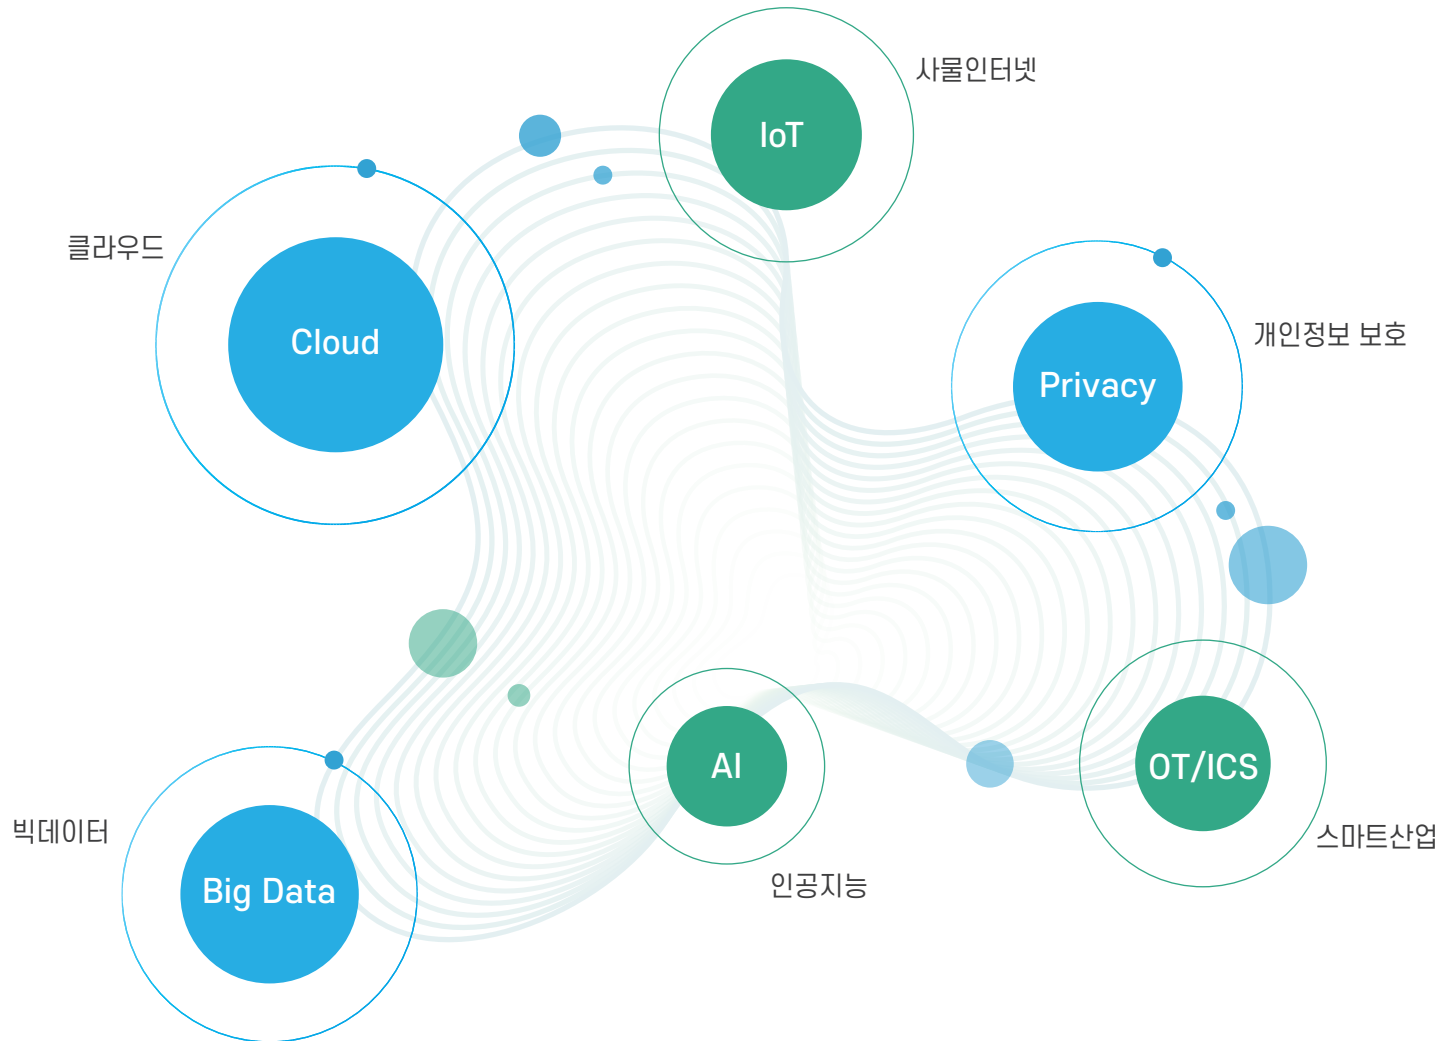 IoT
사물인터넷
클라우드
Cloud
개인정보 보호
Privacy
AI
인공지능
OT/ICS
스마트산업
빅데이터
Big Data